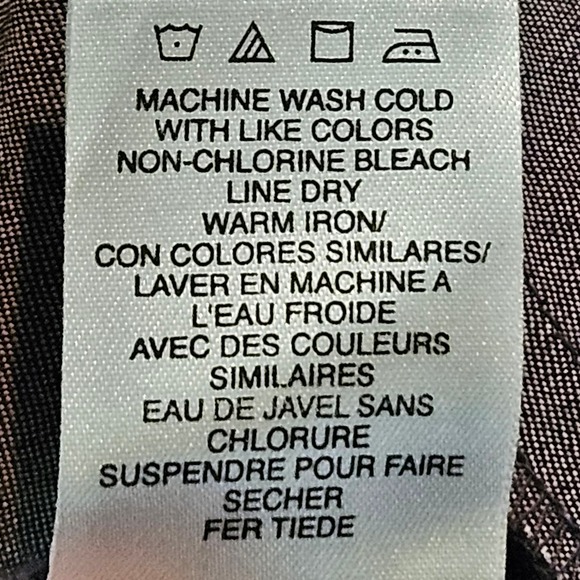 MACHINE WASH COLD
WITH LIKE COLORS
NON-CHLORINE BLEACH
LINE DRY
WARM IRON/
CON COLORES SIMILARES/
LAVER EN MACHINE A
L'EAU FROIDE
AVEC DES COULEURS
SIMILAIRES
EAU DE JAVEL SANS
CHLORURE
SUSPENDRE POUR FAIRE
SECHER
FER TIEDE